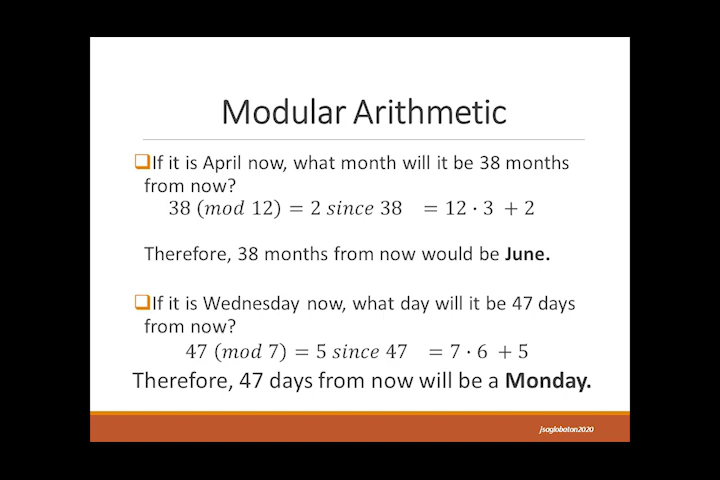 Modular Arithmetic
If it is April now, what month will it be 38 months
from now?
38 (mod 12) = 2 since 38 = 12 · 3 + 2
Therefore, 38 months from now would be June.
If it is Wednesday now, what day will it be 47 days
from now?
47 (mod 7) = 5 since 47 = 7 · 6 + 5
Therefore, 47 days from now will be a Monday.
jsaglobaton2020